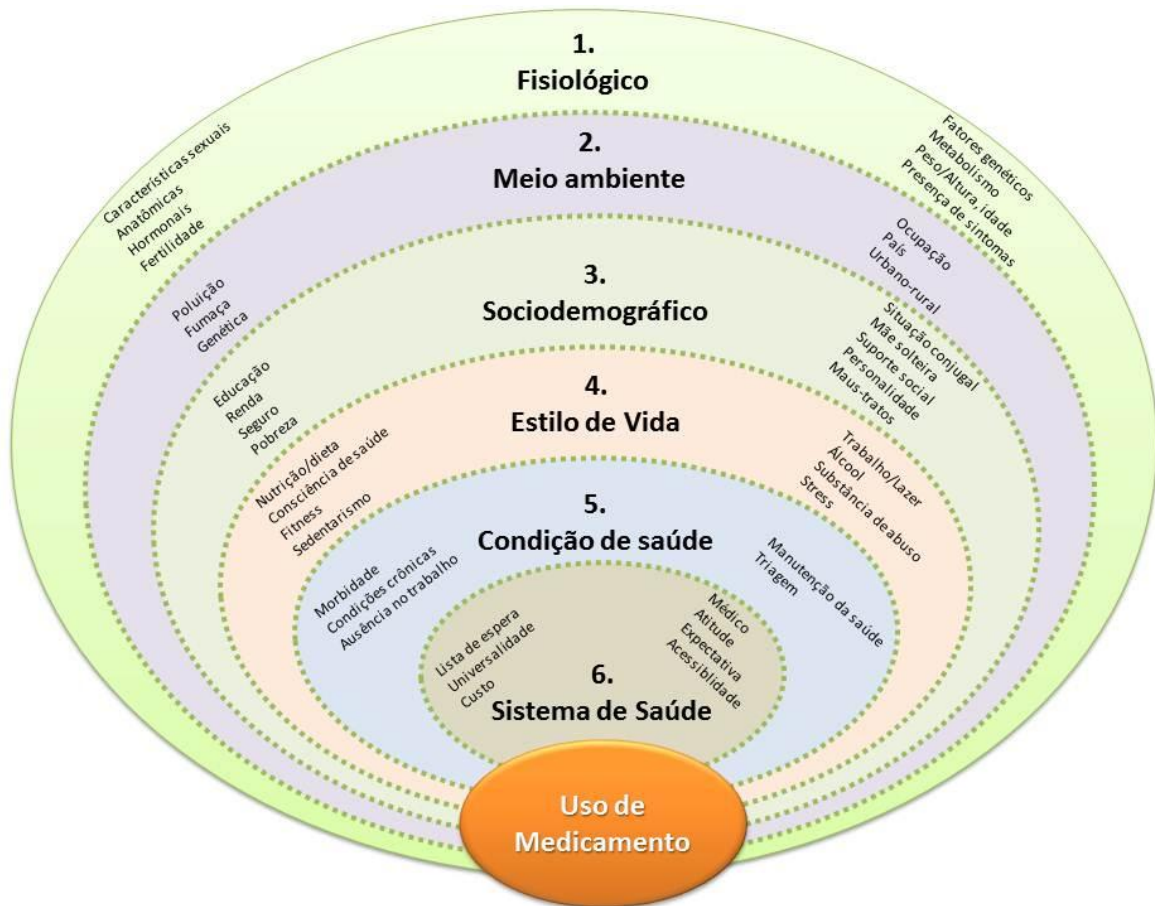 1.
Fisiológico
Características sexuais
Anatômicas
Hormonais
Fertilidade
Fatores genéticos
Metabolismo
Peso/Altura, idade
Presença de sintomas
2.
Meio ambiente
Poluição
Fumaça
Genética
Ocupação
País
Urbano-rural
3.
Sociodemográfico
Educação
Renda
Seguro
Pobreza
Situação conjugal
Mãe solteira
Suporte social
Personalidade
Maus-tratos
4.
Estilo de Vida
Nutrição/dieta
Consciência de saúde
Fitness
Sedentarismo
Trabalho/Lazer
Álcool
Substância de abuso
Stress
5.
Condição de saúde
Morbidade
Condições crônicas
Ausência no trabalho
Manutenção da saúde
Triagem
Lista de espera
Universalidade
Custo
Médico
Atitude
Expectativa
Acessiblidade
6.
Sistema de Saúde
Uso de
Medicamento